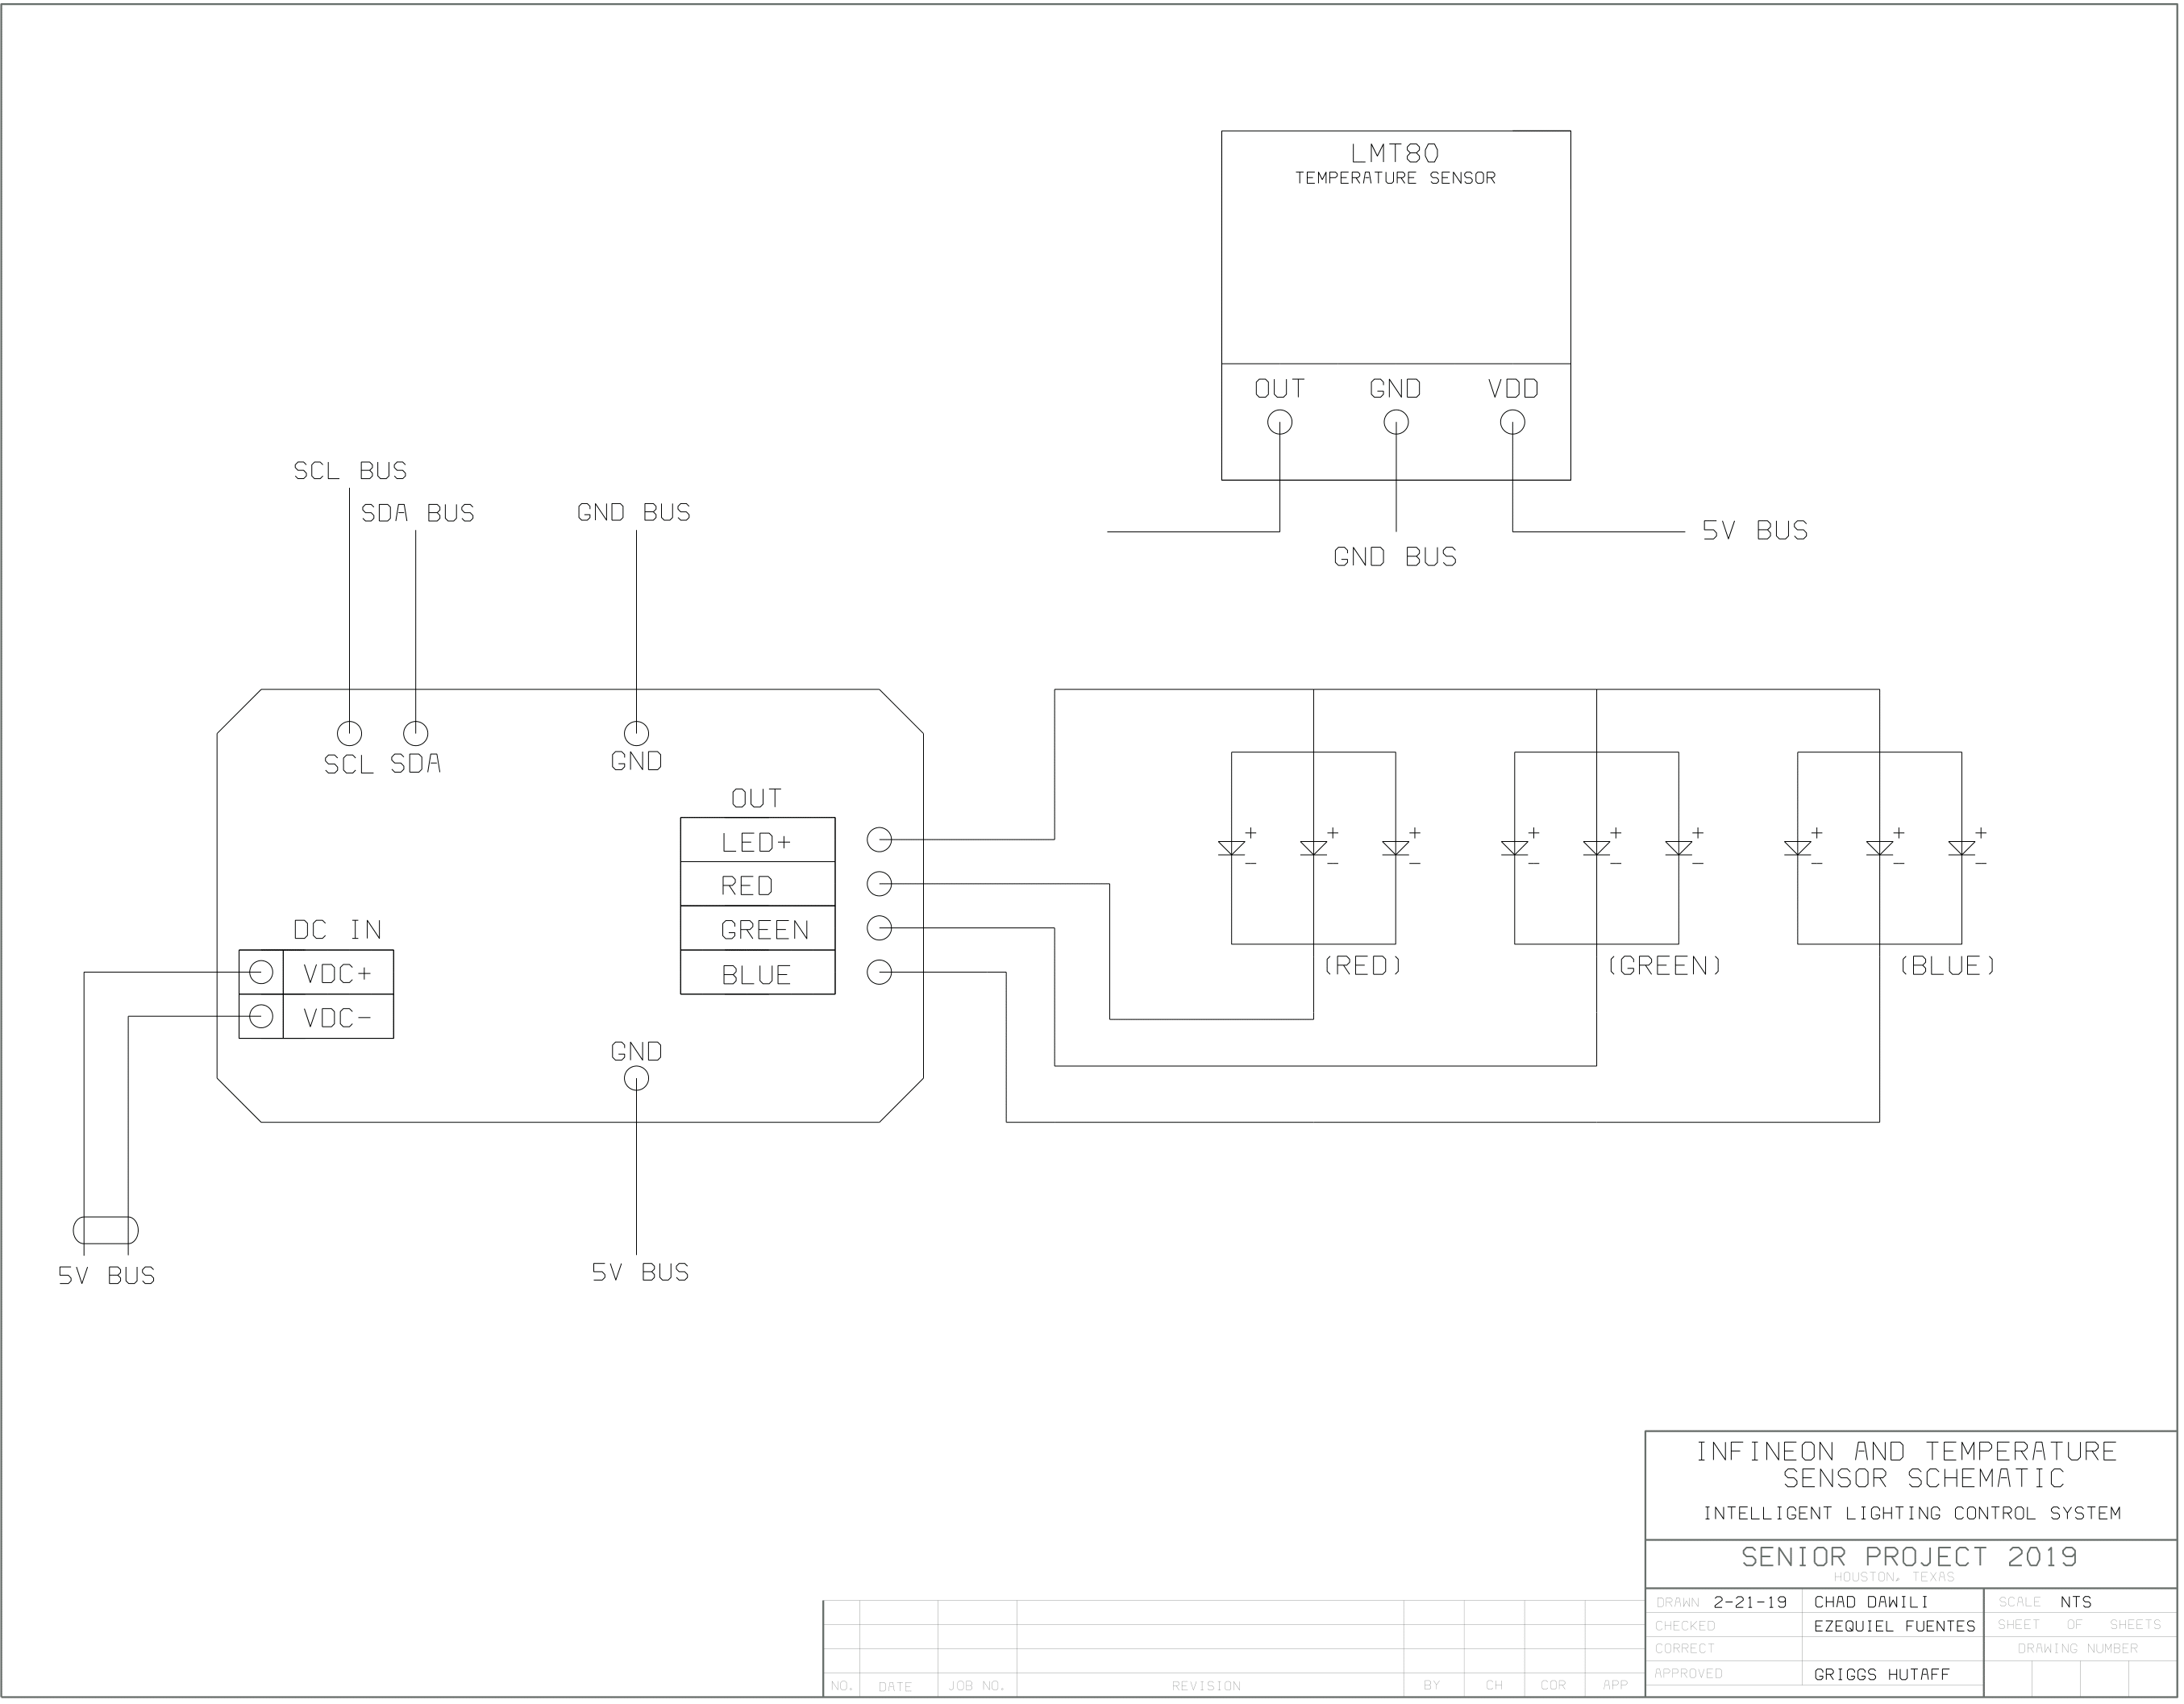 LMT80
TEMPERATURE SENSOR
OUT GND VDD
GND BUS
5V BUS
SCL BUS
SDA BUS
GND BUS
SCL SDA
GND
OUT
LED+
RED
GREEN
BLUE
DC IN
VDC+
VDC-
GND
5V BUS
5V BUS
+ + + + + + + + +
- - - - - - - - -
(RED) (GREEN) (BLUE)
INFINEON AND TEMPERATURE
SENSOR SCHEMATIC
INTELLIGENT LIGHTING CONTROL SYSTEM
SENIOR PROJECT 2019
HOUSTON, TEXAS
DRAWN 2-21-19 CHAD DAWILI SCALE NTS
CHECKED EZEQUIEL FUENTES SHEET OF SHEETS
CORRECT DRAWING NUMBER
APPROVED GRIGGS HUTAFF
NO. DATE JOB NO. REVISION BY CH COR APP